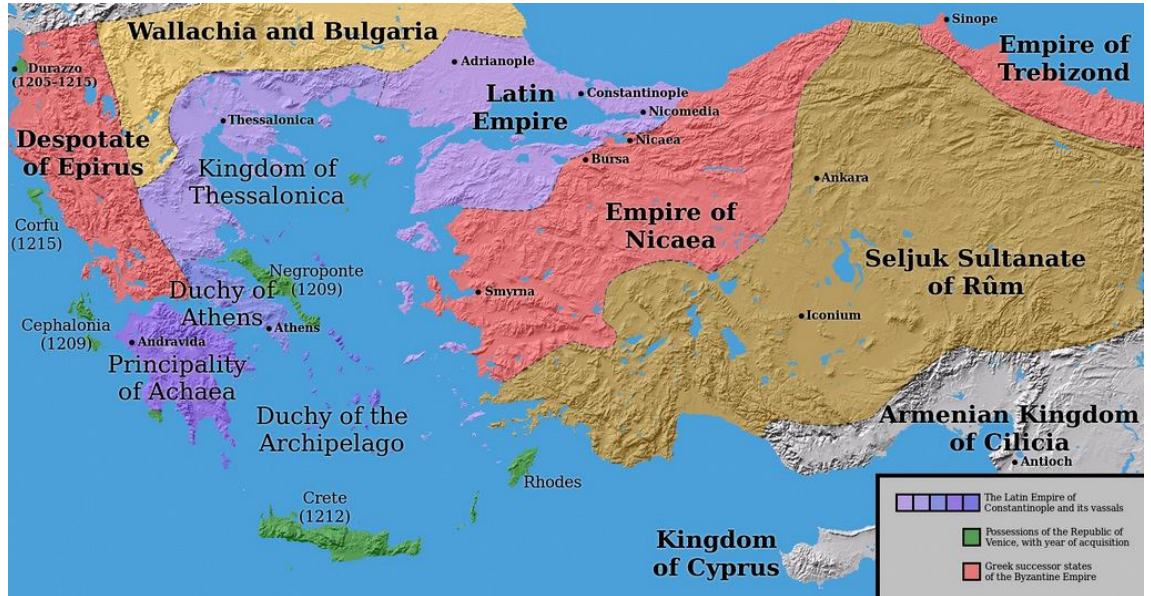 Wallachia and Bulgaria
Sinope
Empire of
Trebizond
Durazzo
(1205-1215)
Adrianople
Constantinople
Latin
Empire
Nicomedia
Thessalonica
Despotate
of Epirus
Nicaea
Bursa
Kingdom of
Thessalonica
Ankara
Empire of
Nicaea
Corfu
(1215)
Seljuk Sultanate
of Rûm
Negroponte
(1209)
Duchy of
Athens
Smyrna
Iconium
Cephalonia
(1209)
Athens
Andravida
Principality
of Achaea
Duchy of the
Archipelago
Armenian Kingdom
of Cilicia
Antioch
Rhodes
Crete
(1212)
Kingdom
of Cyprus
The Latin Empire of
Constantinople and its vassals
Possessions of the Republic of
Venice, with year of acquisition
Greek successor states
of the Byzantine Empire